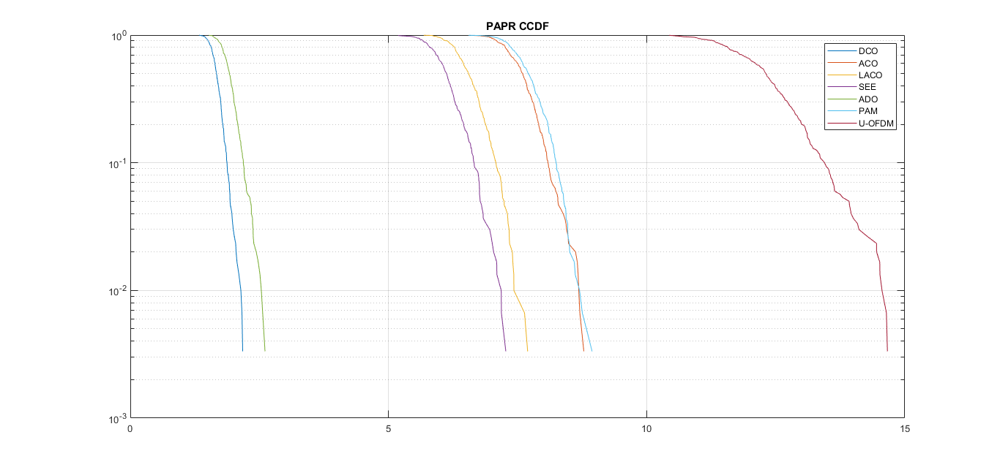 PAPR CCDF
10^0
10^-1
10^-2
10^-3
0
5
10
15
DCO
ACO
LACO
SEE
ADO
PAM
U-OFDM